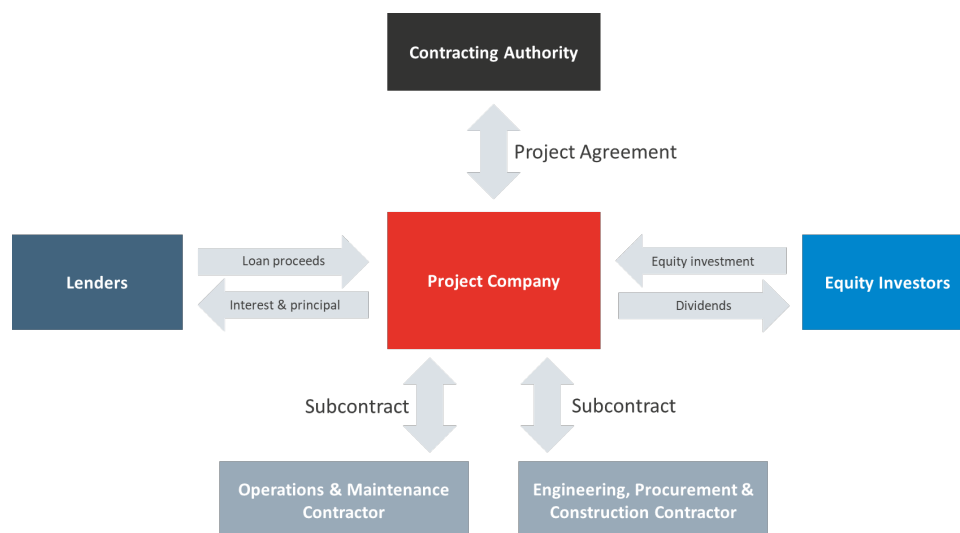 Contracting Authority
Project Agreement
Lenders
Loan proceeds
Interest & principal
Project Company
Equity investment
Dividends
Equity Investors
Subcontract
Subcontract
Operations & Maintenance
Contractor
Engineering, Procurement &
Construction Contractor